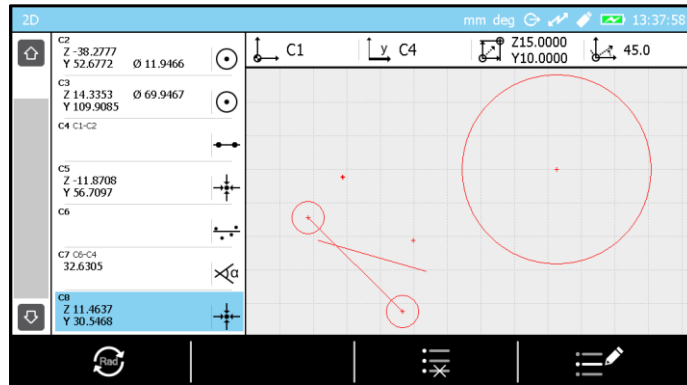 2D
mm deg 13:37:58
C1
C4
y
Z15.0000
Y10.0000
45.0
C2
Z -38.2777
Y 52.6772 Ø 11.9466
C3
Z 14.3353 Ø 69.9467
Y 109.9085
C4 C1-C2
C5
Z -11.8708
Y 56.7097
C6
C7 C6-C4
32.6305
α
C8
Z 11.4637
Y 30.5468
Rad